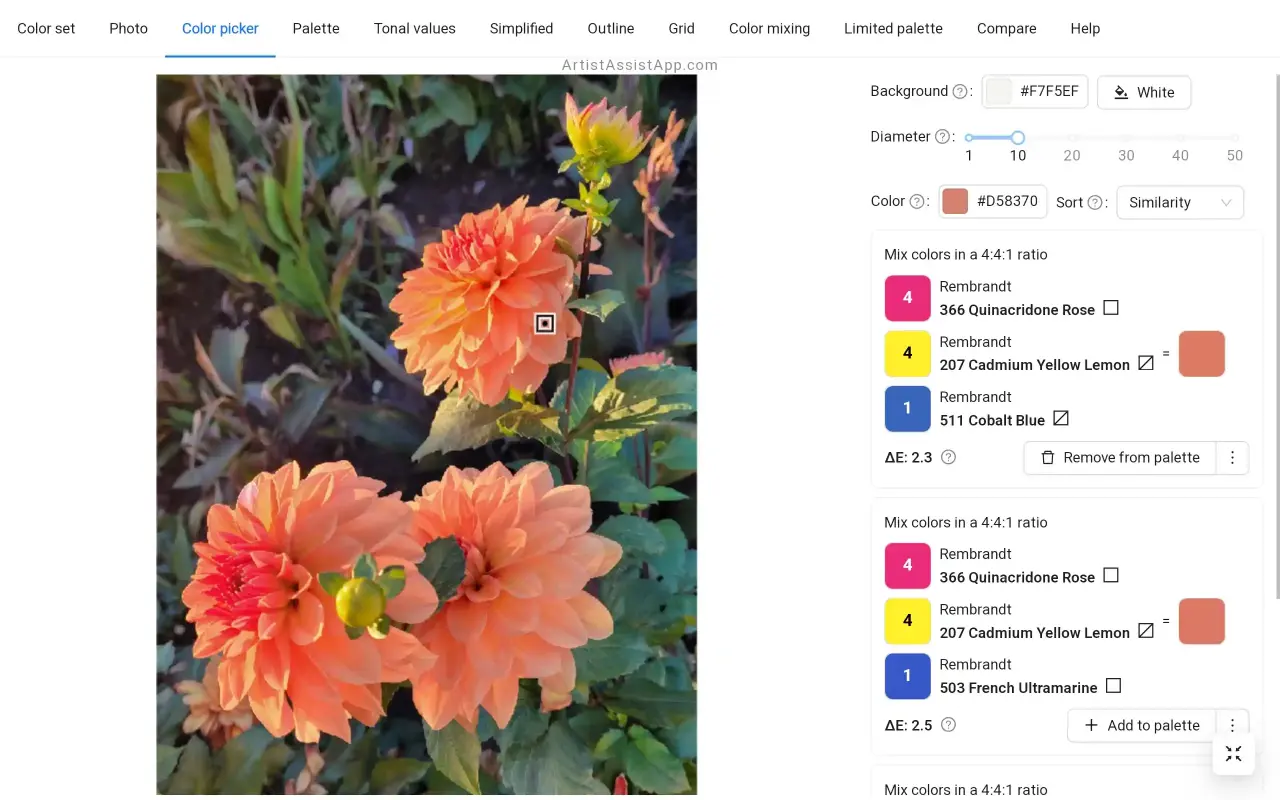 Color set Photo Color picker Palette Tonal values Simplified Outline Grid Color mixing Limited palette Compare Help
ArtistAssistApp.com
Background ? : #F7F5EF White
Diameter ? :
1 10 20 30 40 50
Color ? : #D58370 Sort ? : Similarity
Mix colors in a 4:4:1 ratio
4 Rembrandt
366 Quinacridone Rose
4 Rembrandt
207 Cadmium Yellow Lemon =
1 Rembrandt
511 Cobalt Blue
ΔE: 2.3 ? Remove from palette
Mix colors in a 4:4:1 ratio
4 Rembrandt
366 Quinacridone Rose
4 Rembrandt
207 Cadmium Yellow Lemon =
1 Rembrandt
503 French Ultramarine
ΔE: 2.5 ? + Add to palette
Mix colors in a 4:4:1 ratio